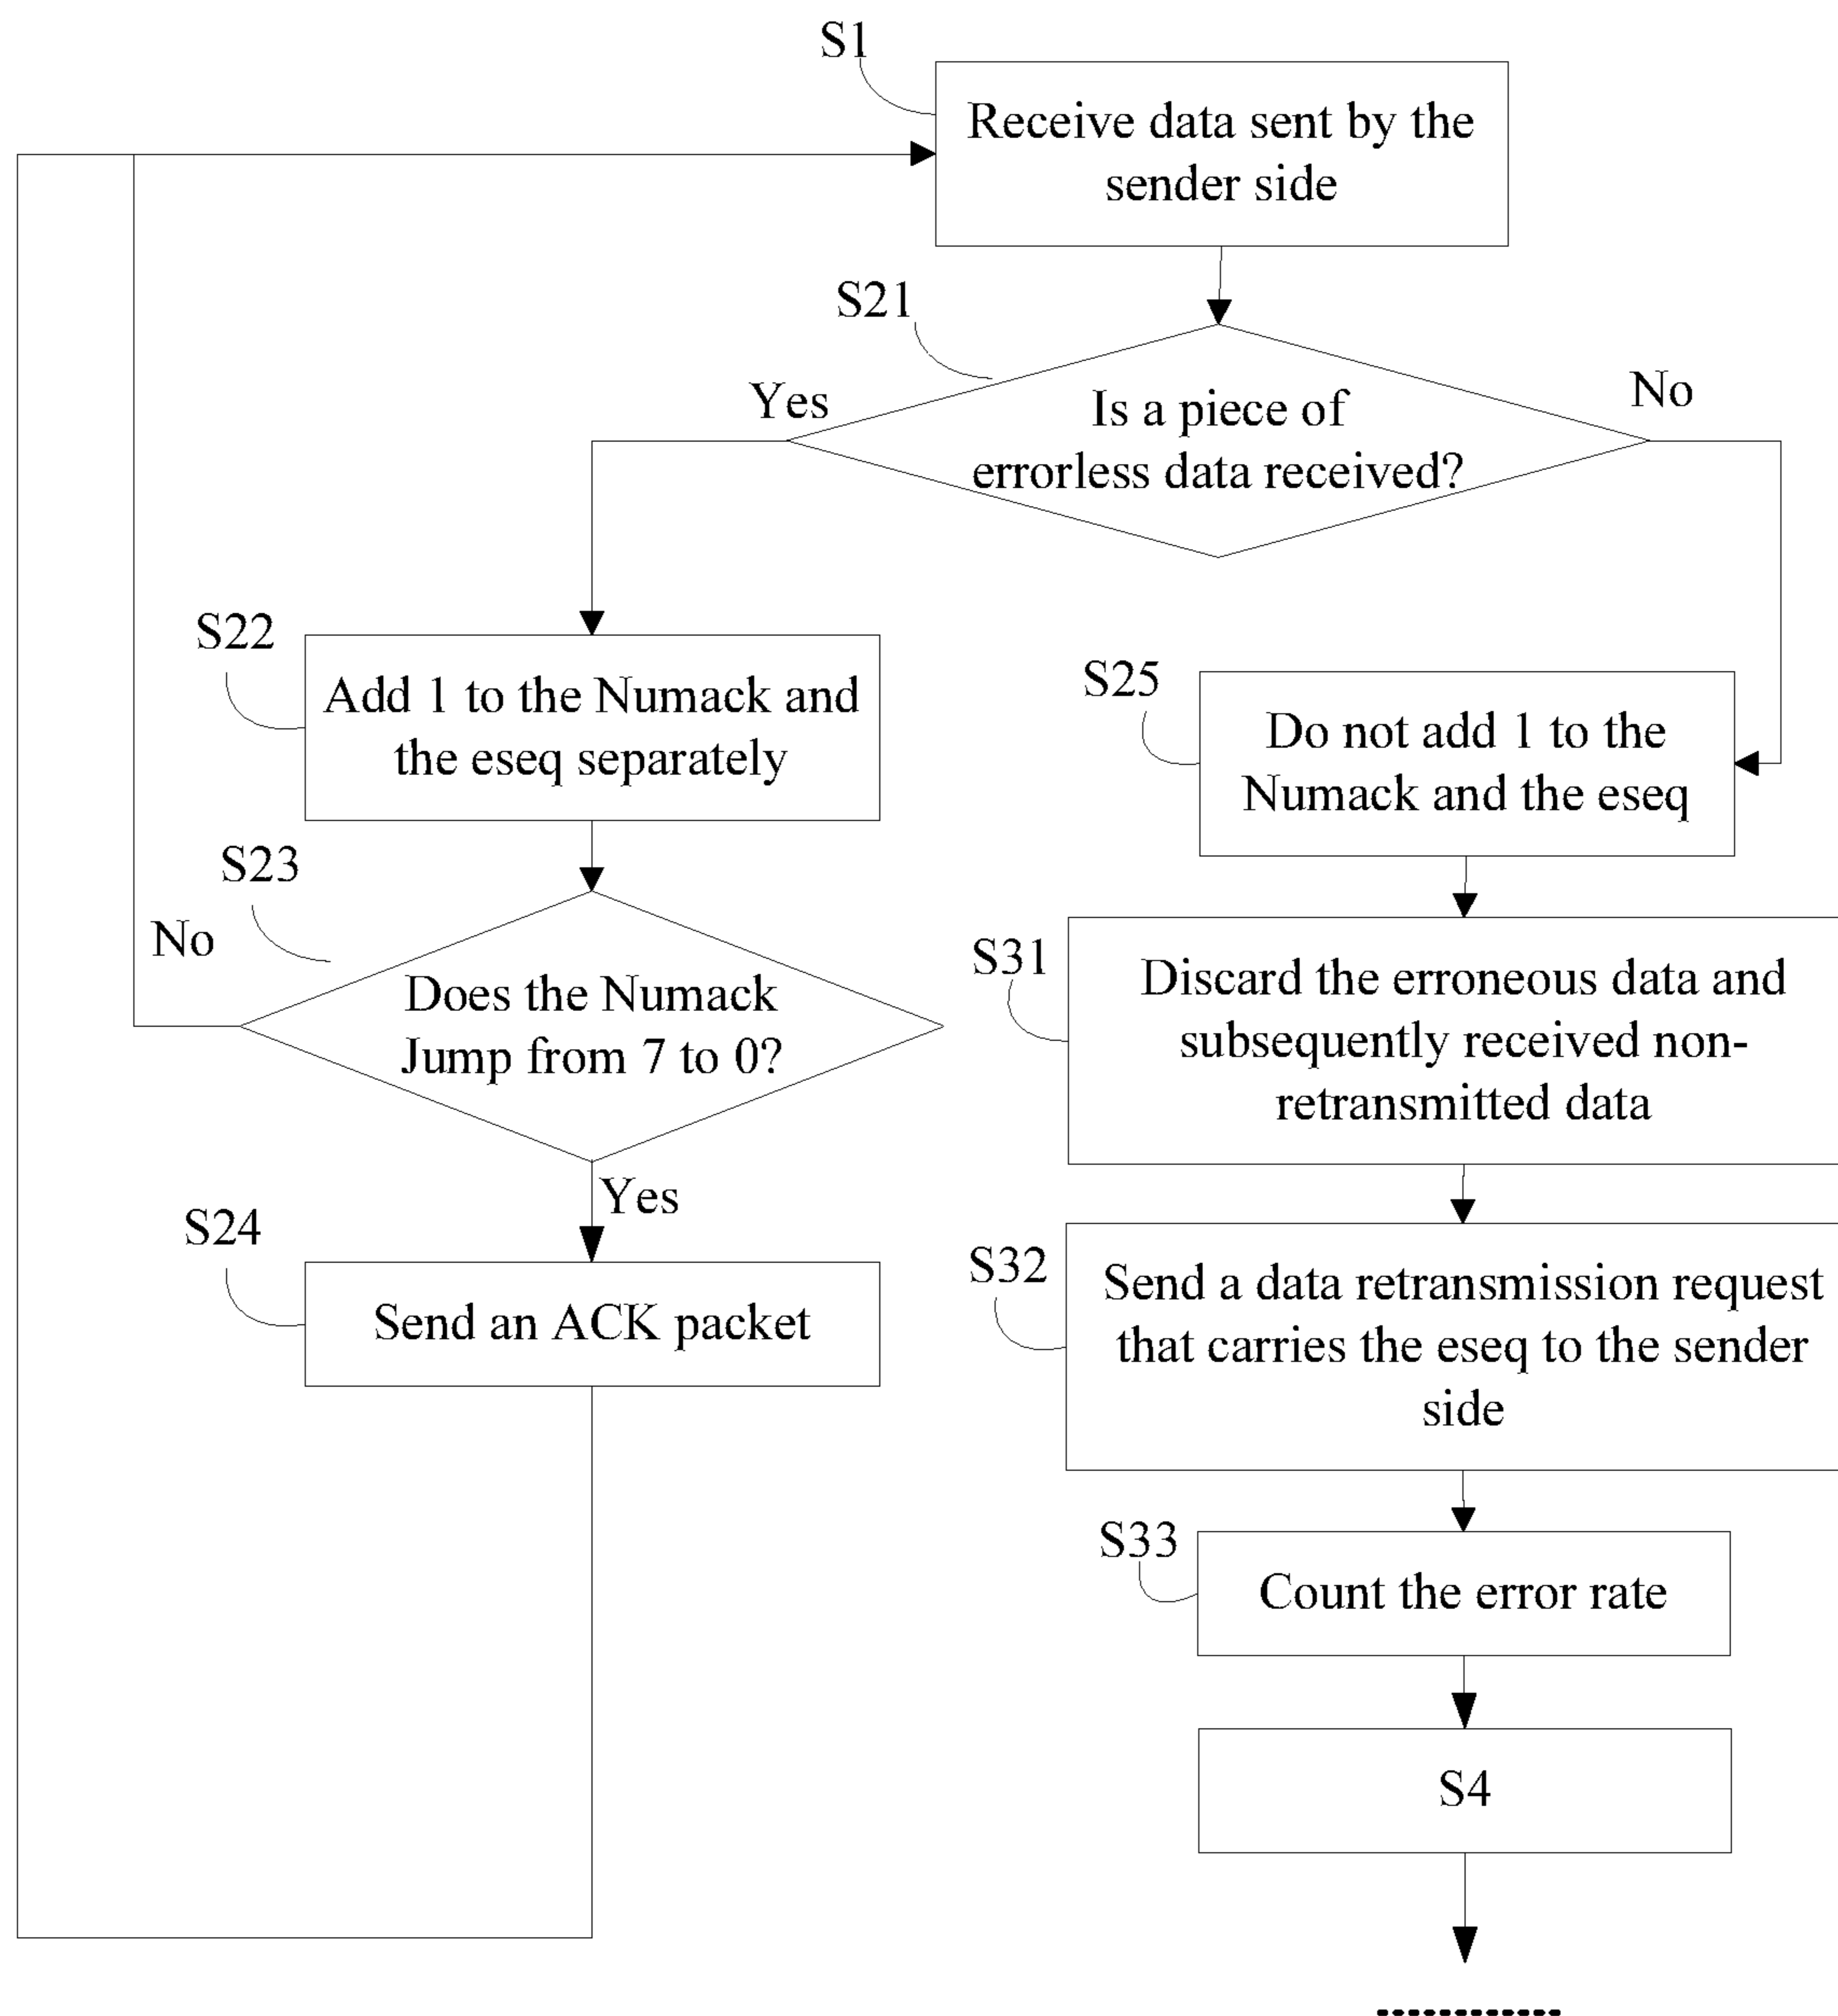 S1
Receive data sent by the
sender side
S21
Yes
Is a piece of
errorless data received?
No
S22
Add 1 to the Numack and
the eseq separately
S25
Do not add 1 to the
Numack and the eseq
S23
No
Does the Numack
Jump from 7 to 0?
Yes
S31
Discard the erroneous data and
subsequently received non-
retransmitted data
S24
Send an ACK packet
S32
Send a data retransmission request
that carries the eseq to the sender
side
S33
Count the error rate
S4